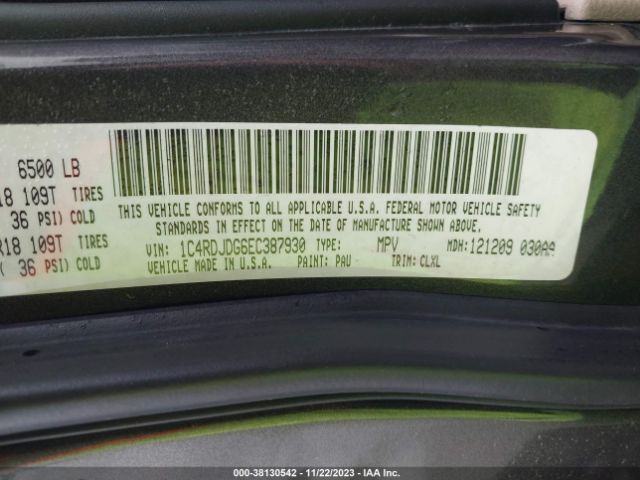 6500 LB
18 109T TIRES
36 PSI) COLD
R18 109T TIRES
( 36 PSI) COLD
THIS VEHICLE CONFORMS TO ALL APPLICABLE U.S.A. FEDERAL MOTOR VEHICLE SAFETY
STANDARDS IN EFFECT ON THE DATE OF MANUFACTURE SHOWN ABOVE.
VIN: 1C4RDJDG6EC387930 TYPE: MPV MDH: 121209 030AA
VEHICLE MADE IN U.S.A. PAINT: PAU TRIM: CLXL
000-38130542 - 11/22/2023 - IAA Inc.